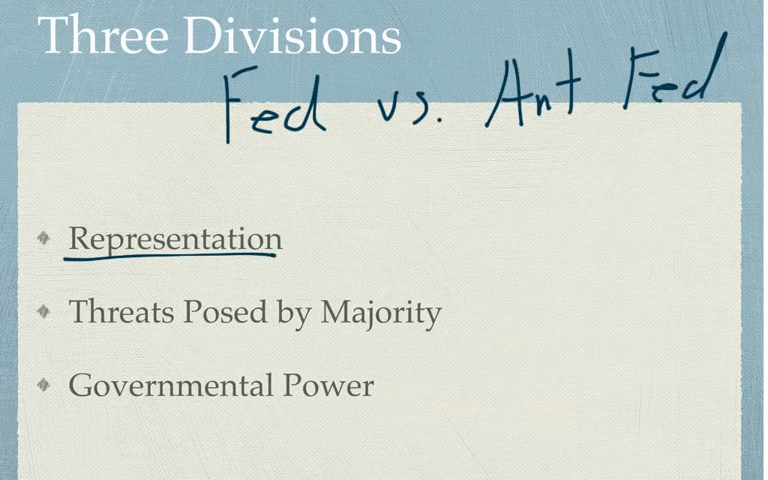 Three Divisions
Fed vs. Ant Fed
Representation
Threats Posed by Majority
Governmental Power